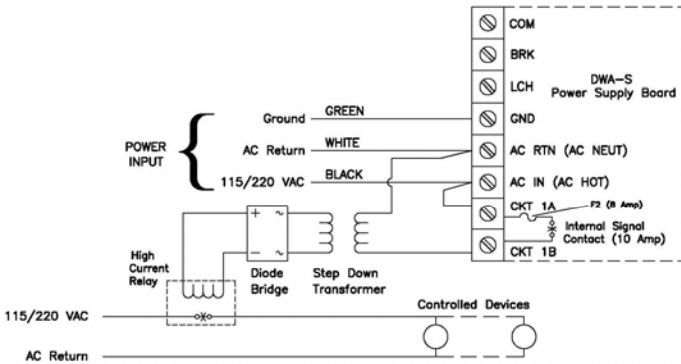 COM
BRK
LCH
DWA-S
Power Supply Board
Ground
GREEN
GND
POWER
INPUT
AC Return
WHITE
AC RTN (AC NEUT)
115/220 VAC
BLACK
AC IN (AC HOT)
CKT 1A
F2 (8 Amp)
Internal Signal
Contact (10 Amp)
CKT 1B
+ ~
- ~
High
Current
Relay
Diode
Bridge
Step Down
Transformer
115/220 VAC
Controlled Devices
AC Return